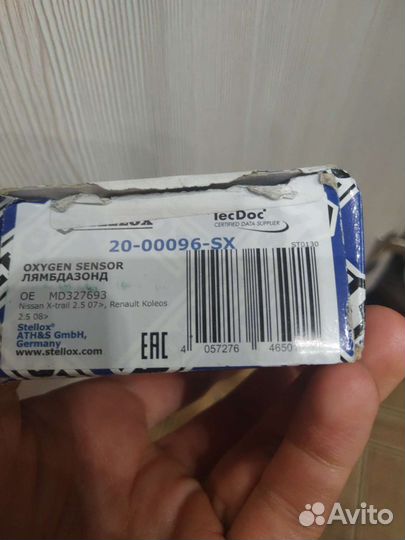 STELLOX
TecDoc
CERTIFIED DATA SUPPLIER
20-00096-SX
ST0130
OXYGEN SENSOR
ЛЯМБДАЗОНД
OE MD327693
Nissan X-trail 2.5 07>, Renault Koleos
2.5 08>
Stellox®
ATH&S GmbH,
Germany
www.stellox.com
EAC
4 057276
Avito